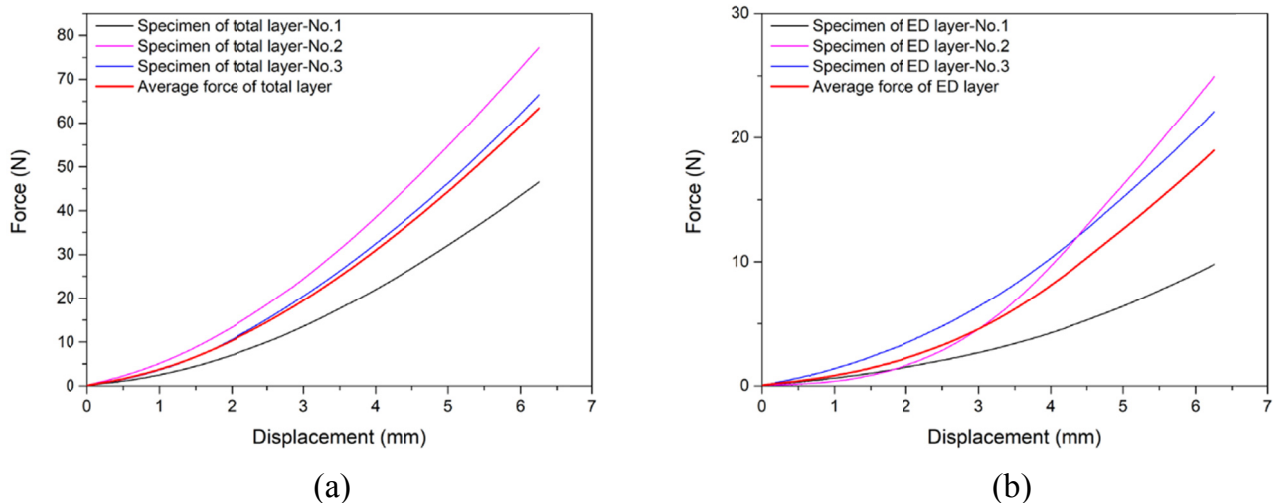 Specimen of total layer-No.1
Specimen of total layer-No.2
Specimen of total layer-No.3
Average force of total layer
80
70
60
50
40
30
20
10
0
Force (N)
0 1 2 3 4 5 6 7
Displacement (mm)
(a)
Specimen of ED layer-No.1
Specimen of ED layer-No.2
Specimen of ED layer-No.3
Average force of ED layer
30
20
10
0
Force (N)
0 1 2 3 4 5 6 7
Displacement (mm)
(b)